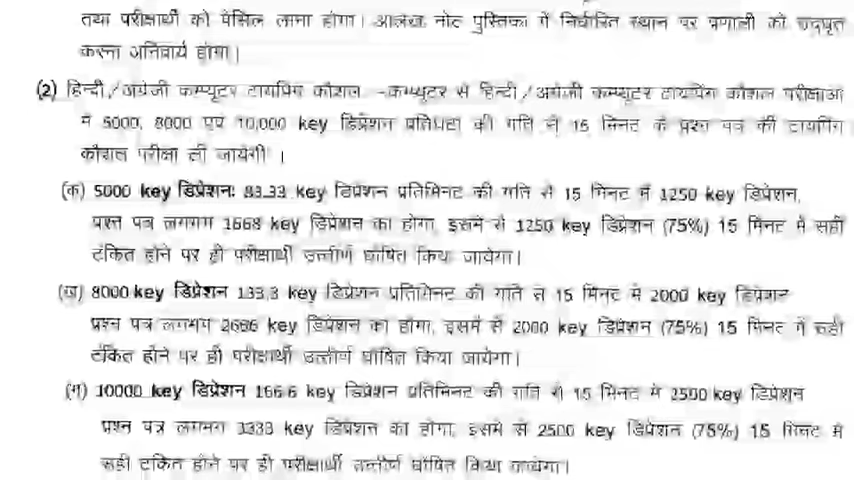 तथा परीक्षार्थी को पेंसिल लाना होगा। आलेख नोट पुस्तिका में निर्धारित स्थान पर प्रणाली को उद्धृत
करना अनिवार्य होगा।
(2) हिन्दी/अंग्रेजी कम्प्यूटर टायपिंग कौशल -कम्प्यूटर से हिन्दी/अंग्रेजी कम्प्यूटर टायपिंग कौशल परीक्षाओं
में 5000, 8000 एवं 10,000 key डिप्रेशन प्रतिघंटा की गति से 15 मिनट के प्रश्न पत्र की टायपिंग
कौशल परीक्षा ली जायेगी ।
(क) 5000 key डिप्रेशन: 83.33 key डिप्रेशन प्रतिमिनट की गति से 15 मिनट में 1250 key डिप्रेशन,
प्रश्न पत्र लगभग 1668 key डिप्रेशन का होगा, इसमें से 1250 key डिप्रेशन (75%) 15 मिनट में सही
टंकित होने पर ही परीक्षार्थी उत्तीर्ण घोषित किया जायेगा।
(ख) 8000 key डिप्रेशन 133.3 key डिप्रेशन प्रतिमिनट की गति से 15 मिनट में 2000 key डिप्रेशन
प्रश्न पत्र लगभग 2666 key डिप्रेशन का होगा, इसमें से 2000 key डिप्रेशन (75%) 15 मिनट में सही
टंकित होने पर ही परीक्षार्थी उत्तीर्ण घोषित किया जायेगा।
(ग) 10000 key डिप्रेशन 166.6 key डिप्रेशन प्रतिमिनट की गति से 15 मिनट में 2500 key डिप्रेशन
प्रश्न पत्र लगभग 3333 key डिप्रेशन का होगा, इसमें से 2500 key डिप्रेशन (75%) 15 मिनट में
सही टंकित होने पर ही परीक्षार्थी उत्तीर्ण घोषित किया जायेगा।